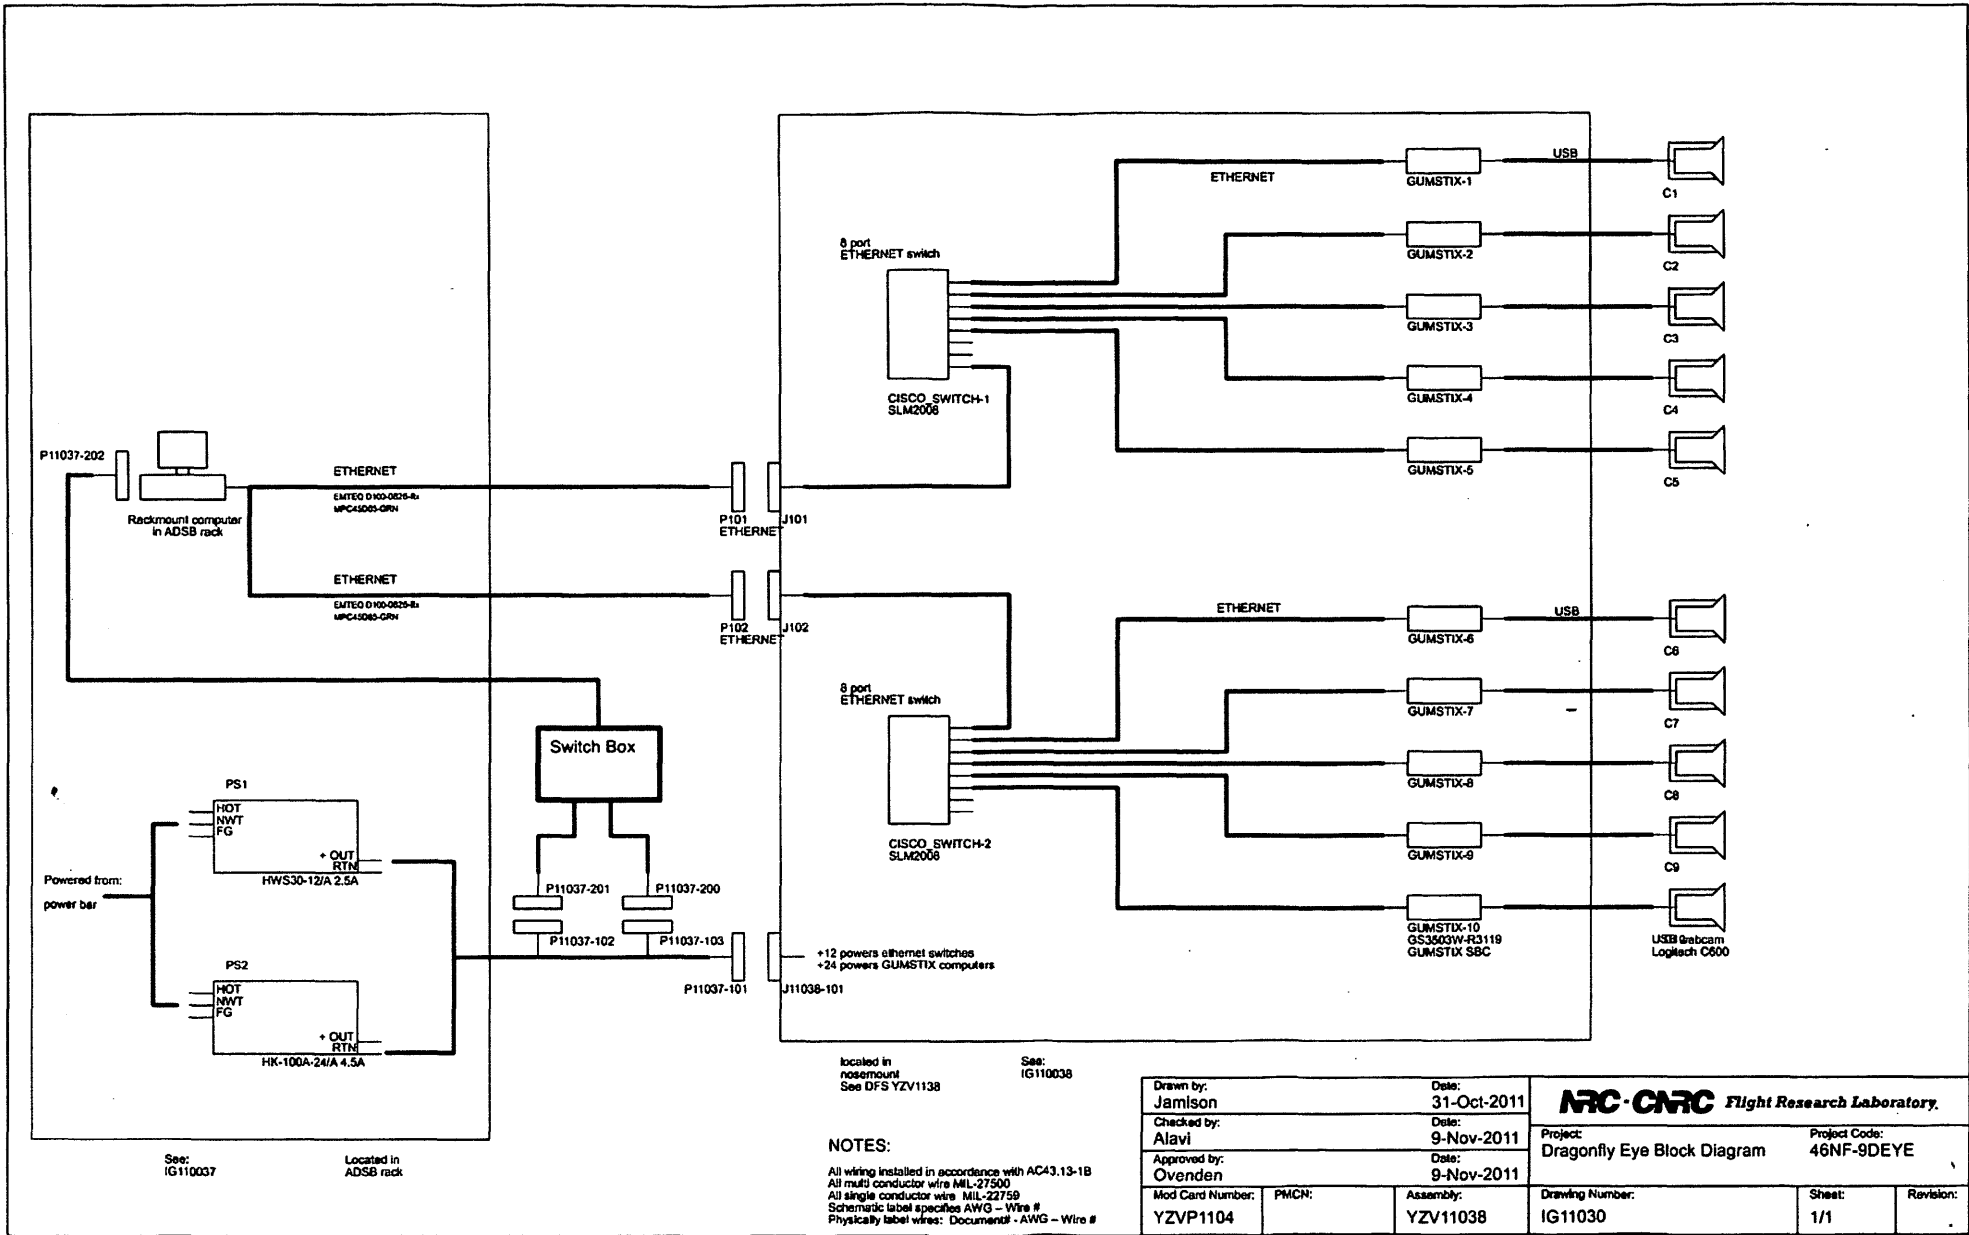 USB
ETHERNET
GUMSTIX-1
C1
8 port
ETHERNET switch
GUMSTIX-2
C2
GUMSTIX-3
C3
CISCO_SWITCH-1
SLM2008
GUMSTIX-4
C4
GUMSTIX-5
C5
P11037-202
Rackmount computer
in ADSB rack
ETHERNET
MPC45D05-GRN
P101
ETHERNET
J101
ETHERNET
P102
ETHERNET
J102
ETHERNET
USB
GUMSTIX-6
C6
8 port
ETHERNET switch
GUMSTIX-7
C7
Switch Box
GUMSTIX-8
C8
CISCO_SWITCH-2
SLM2008
GUMSTIX-9
C9
PS1
HOT
NWT
FG
+ OUT
RTN
HWS30-12/A 2.5A
Powered from:
power bar
P11037-201
P11037-200
P11037-102
P11037-103
GUMSTIX-10
GS3503W-R3119
GUMSTIX SBC
Logitech C600
PS2
HOT
NWT
FG
+ OUT
RTN
HK-100A-24/A 4.5A
P11037-101
J11038-101
+12 powers ethernet switches
+24 powers GUMSTIX computers
located in
nosemount
See DFS YZV1138
See:
IG110038
See:
IG110037
Located in
ADSB rack
NOTES:
All wiring installed in accordance with AC43.13-1B
All multi conductor wire MIL-27500
All single conductor wire MIL-22759
Schematic label specifies AWG – Wire #
Physically label wires: Document# - AWG – Wire #
Drawn by:
Jamison
Date:
31-Oct-2011
Checked by:
Alavi
Date:
9-Nov-2011
Approved by:
Ovenden
Date:
9-Nov-2011
NRC·CNRC Flight Research Laboratory.
Project:
Dragonfly Eye Block Diagram
Project Code:
46NF-9DEYE
Mod Card Number:
YZVP1104
PMCN:
Assembly:
YZV11038
Drawing Number:
IG11030
Sheet:
1/1
Revision: